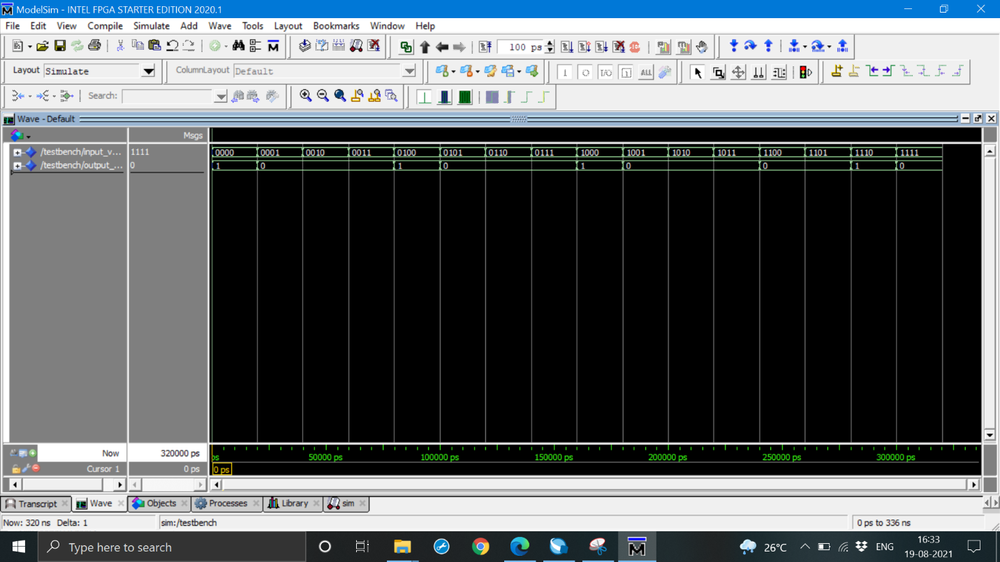 ModelSim - INTEL FPGA STARTER EDITION 2020.1
File Edit View Compile Simulate Add Wave Tools Layout Bookmarks Window Help
100 ps
Layout Simulate ColumnLayout Default
Search:
Wave - Default
Msgs
/testbench/input_v... 1111 0000 0001 0010 0011 0100 0101 0110 0111 1000 1001 1010 1011 1100 1101 1110 1111
/testbench/output_... 0 1 0 1 0 1 0 0 1 0
Now 320000 ps ps 50000 ps 100000 ps 150000 ps 200000 ps 250000 ps 300000 ps
Cursor 1 0 ps 0 ps
Transcript Wave Objects Processes Library sim
Now: 320 ns Delta: 1 sim:/testbench 0 ps to 336 ns
Type here to search 26°C ENG 16:33
19-08-2021